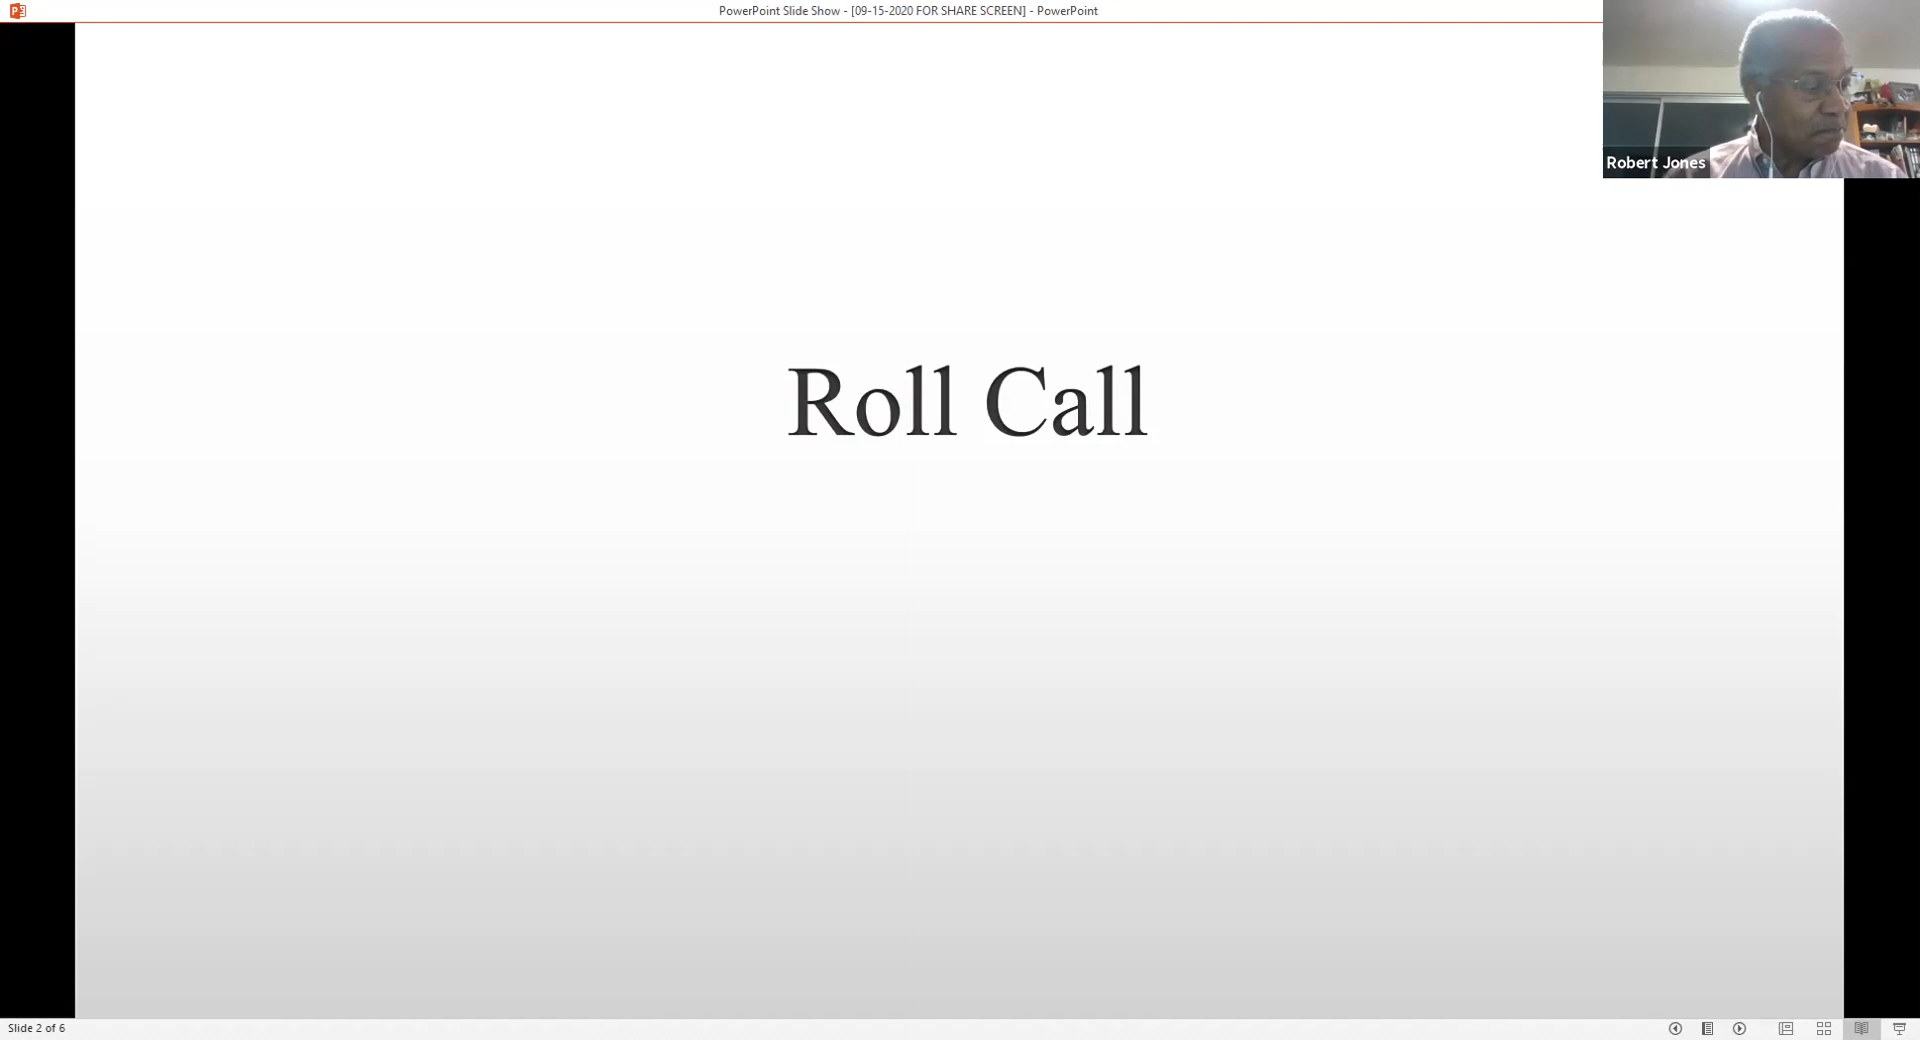 PowerPoint Slide Show - [09-15-2020 FOR SHARE SCREEN] - PowerPoint
Robert Jones
Roll Call
Slide 2 of 6